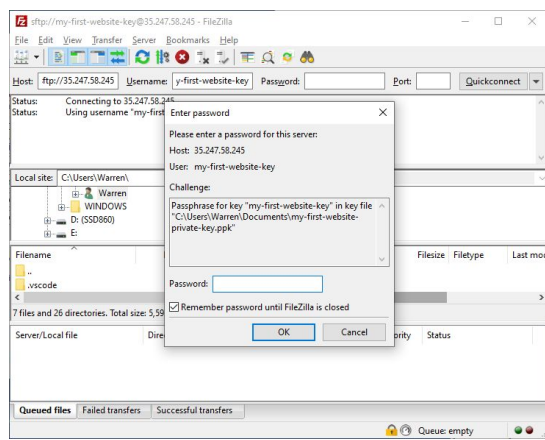 sftp://my-first-website-key@35.247.58.245 - FileZilla
File Edit View Transfer Server Bookmarks Help
Host: ftp://35.247.58.245 Username: y-first-website-key Password: Port: Quickconnect
Status: Connecting to 35.247.58.245
Status: Using username "my-first
Enter password
Please enter a password for this server:
Host: 35.247.58.245
User: my-first-website-key
Challenge:
Passphrase for key "my-first-website-key" in key file
"C:\Users\Warren\Documents\my-first-website-
private-key.ppk"
Password:
Remember password until FileZilla is closed
OK Cancel
Local site: C:\Users\Warren\
Warren
WINDOWS
D: (SSD860)
E:
Filename
Filesize Filetype Last mo
..
.vscode
7 files and 26 directories. Total size: 5,59
Server/Local file Dire
ority Status
Queued files Failed transfers Successful transfers
Queue: empty